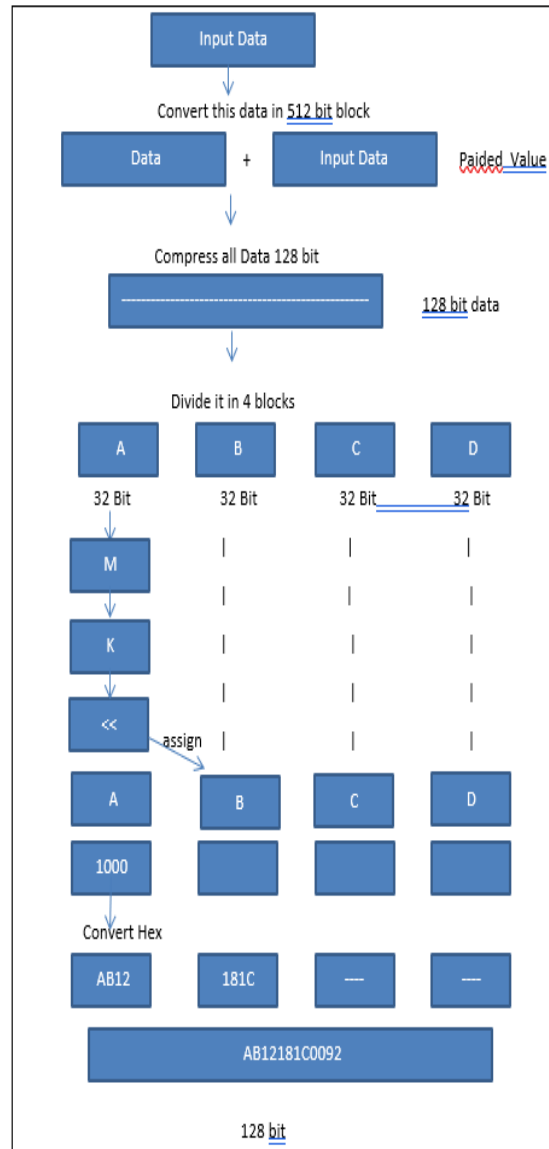 Input Data
Convert this data in 512 bit block
Data + Input Data Paided Value
Compress all Data 128 bit
128 bit data
Divide it in 4 blocks
A B C D
32 Bit 32 Bit 32 Bit 32 Bit
M
K
<<
assign
A B C D
1000
Convert Hex
AB12 181C ---- ----
AB12181C0092
128 bit